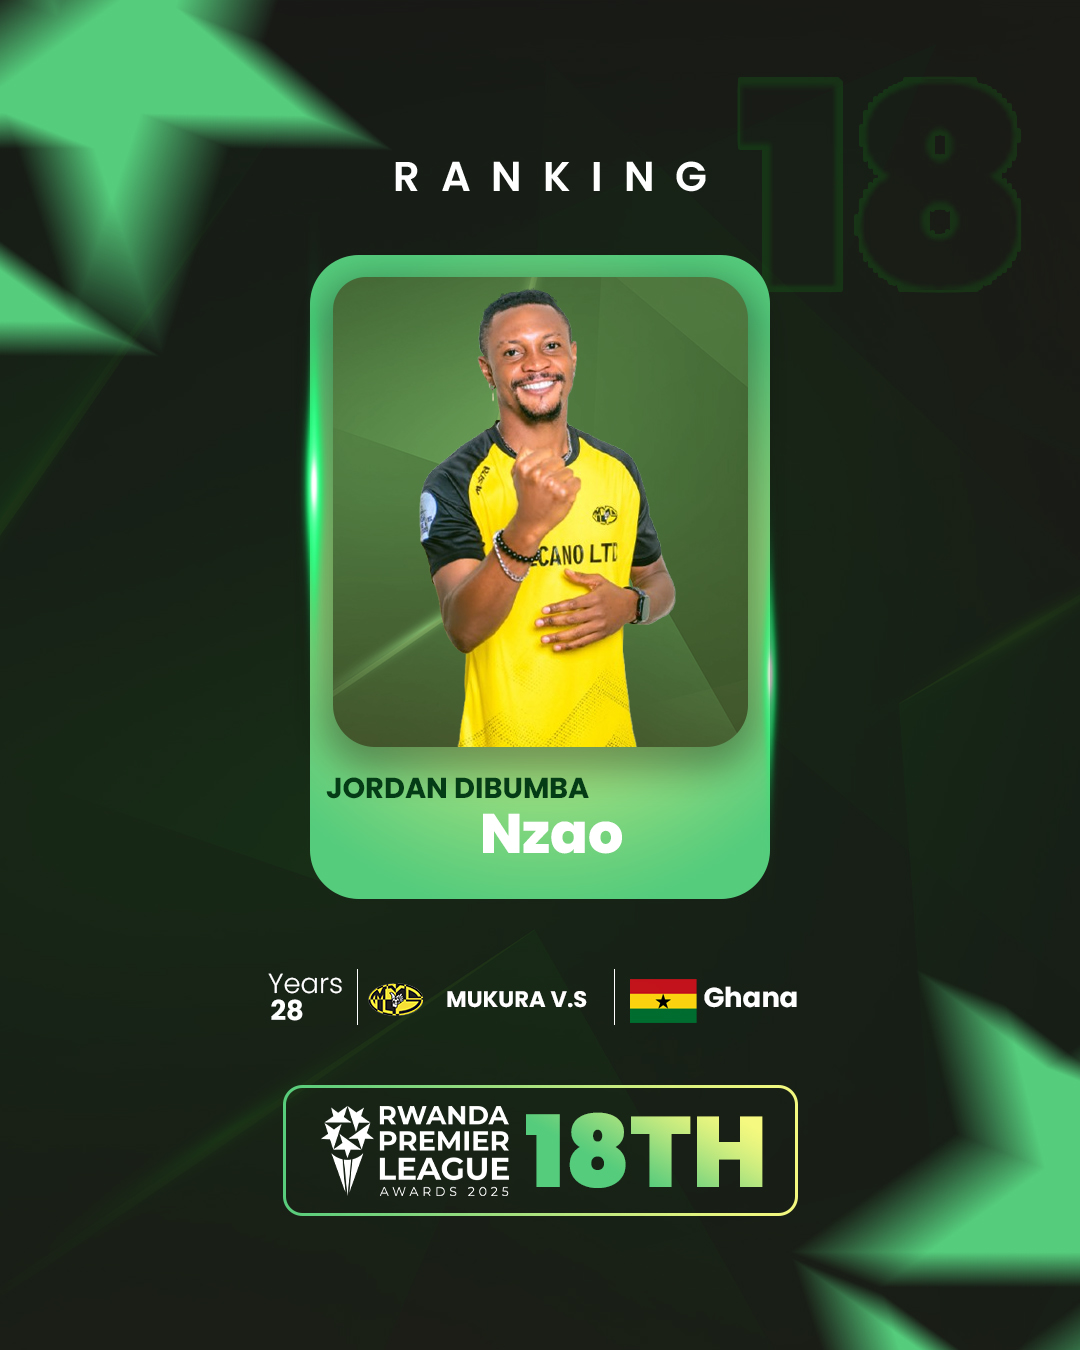 18
RANKING
CANO LTD
JORDAN DIBUMBA
Nzao
Years
28
MUKURA V.S
Ghana
RWANDA
PREMIER
LEAGUE
AWARDS 2025
18TH